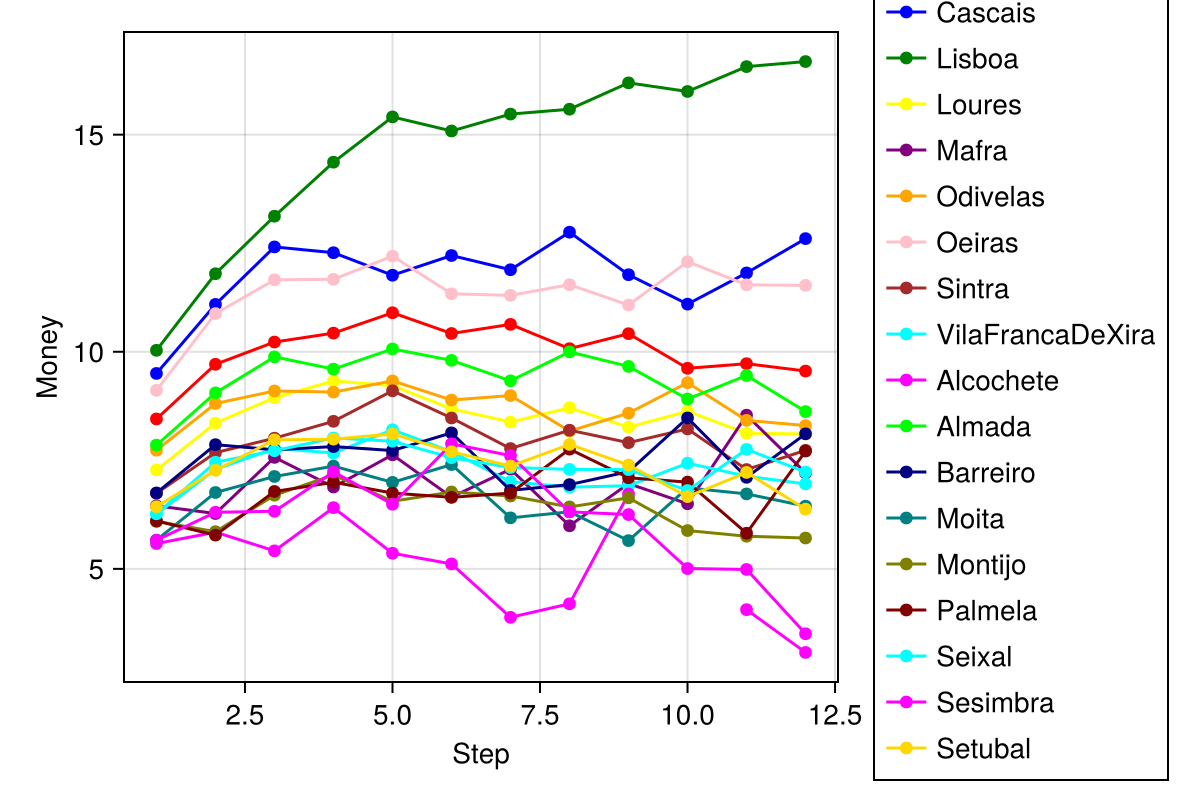 Cascais
Lisboa
Loures
Mafra
Odivelas
Oeiras
Sintra
VilaFrancaDeXira
Alcochete
Almada
Barreiro
Moita
Montijo
Palmela
Seixal
Sesimbra
Setubal
15
10
5
Money
2.5 5.0 7.5 10.0 12.5
Step